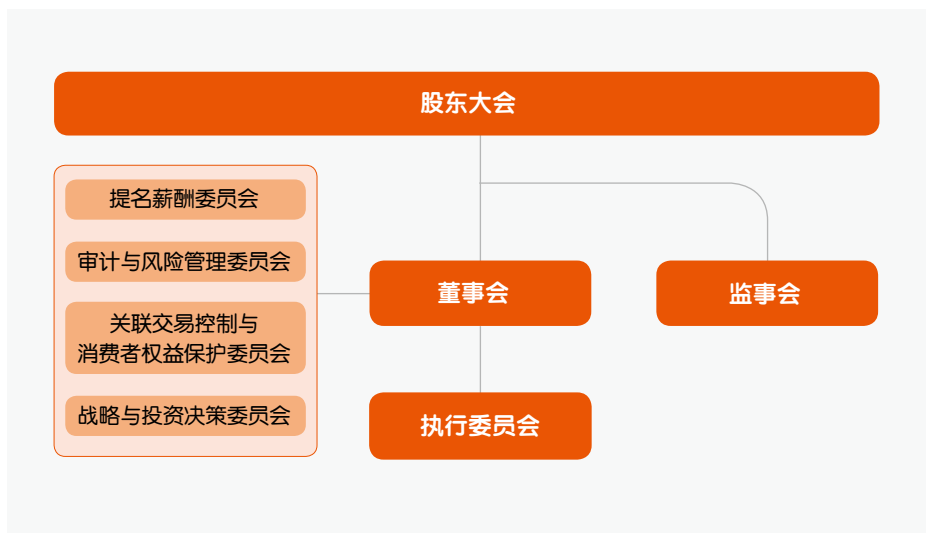 股东大会
提名薪酬委员会
审计与风险管理委员会
关联交易控制与
消费者权益保护委员会
战略与投资决策委员会
董事会
监事会
执行委员会